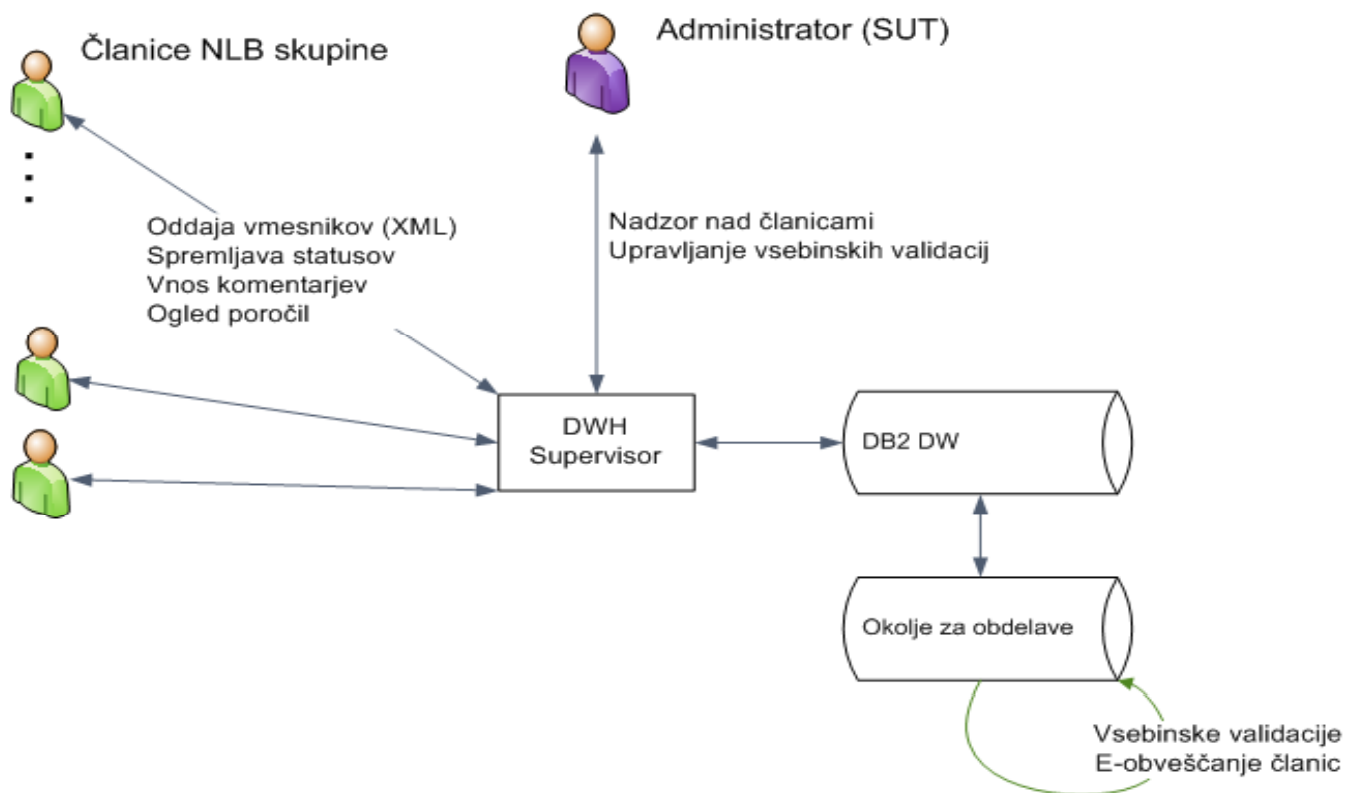 Članice NLB skupine
Administrator (SUT)
Oddaja vmesnikov (XML)
Spremljava statusov
Vnos komentarjev
Ogled poročil
Nadzor nad članicami
Upravljanje vsebinskih validacij
DWH
Supervisor
DB2 DW
Okolje za obdelave
Vsebinske validacije
E-obveščanje članic